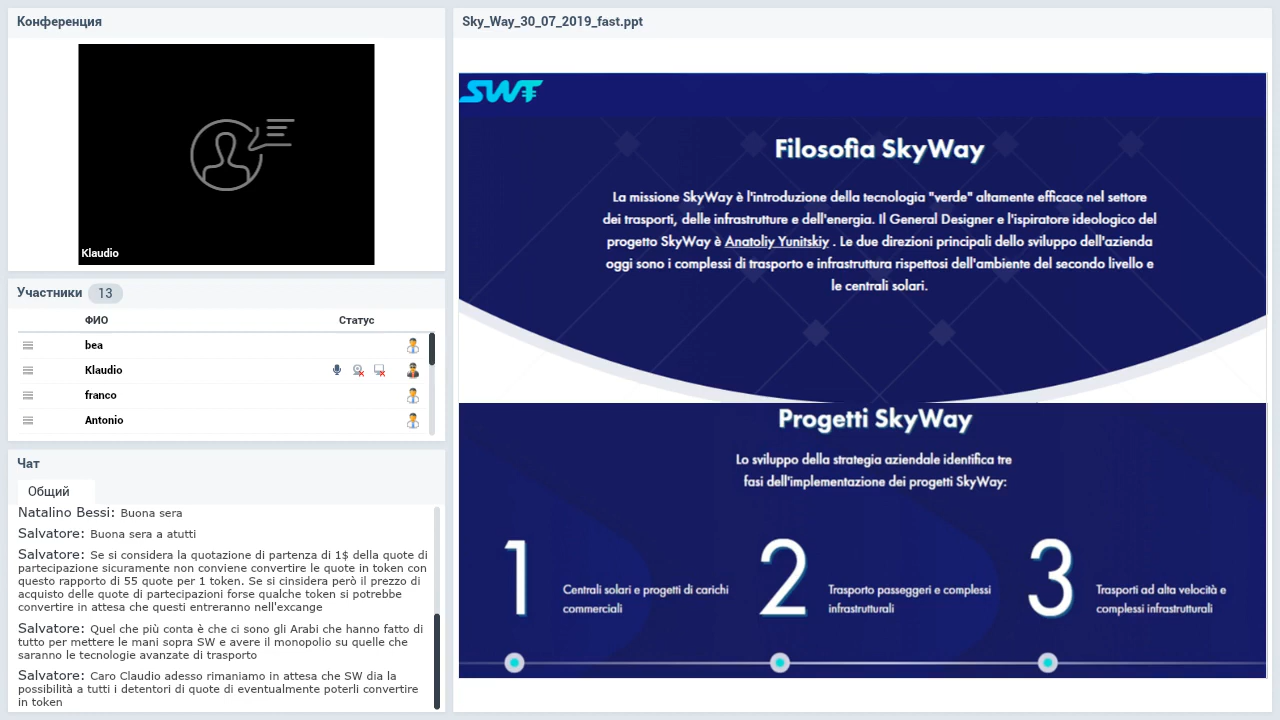 Конференция
Klaudio
Участники 13
ФИО Статус
bea
Klaudio
franco
Antonio
Чат
Общий
Natalino Bessi: Buona sera
Salvatore: Buona sera a atutti
Salvatore: Se si considera la quotazione di partenza di 1$ della quote di
partecipazione sicuramente non conviene convertire le quote in token con
questo rapporto di 55 quote per 1 token. Se si cinsidera però il prezzo di
acquisto delle quote di partecipazioni forse qualche token si potrebbe
convertire in attesa che questi entreranno nell'excange
Salvatore: Quel che più conta è che ci sono gli Arabi che hanno fatto di
tutto per mettere le mani sopra SW e avere il monopolio su quelle che
saranno le tecnologie avanzate di trasporto
Salvatore: Caro Claudio adesso rimaniamo in attesa che SW dia la
possibilità a tutti i detentori di quote di eventualmente poterli convertire
in token
Sky_Way_30_07_2019_fast.ppt
SWT
Filosofia SkyWay
La missione SkyWay è l'introduzione della tecnologia "verde" altamente efficace nel settore
dei trasporti, delle infrastrutture e dell'energia. Il General Designer e l'ispiratore ideologico del
progetto SkyWay è Anatoliy Yunitskiy . Le due direzioni principali dello sviluppo dell'azienda
oggi sono i complessi di trasporto e infrastruttura rispettosi dell'ambiente del secondo livello e
le centrali solari.
Progetti SkyWay
Lo sviluppo della strategia aziendale identifica tre
fasi dell'implementazione dei progetti SkyWay:
1
Centrali solari e progetti di carichi
commerciali
2
Trasporto passeggeri e complessi
infrastrutturali
3
Trasporti ad alta velocità e
complessi infrastrutturali